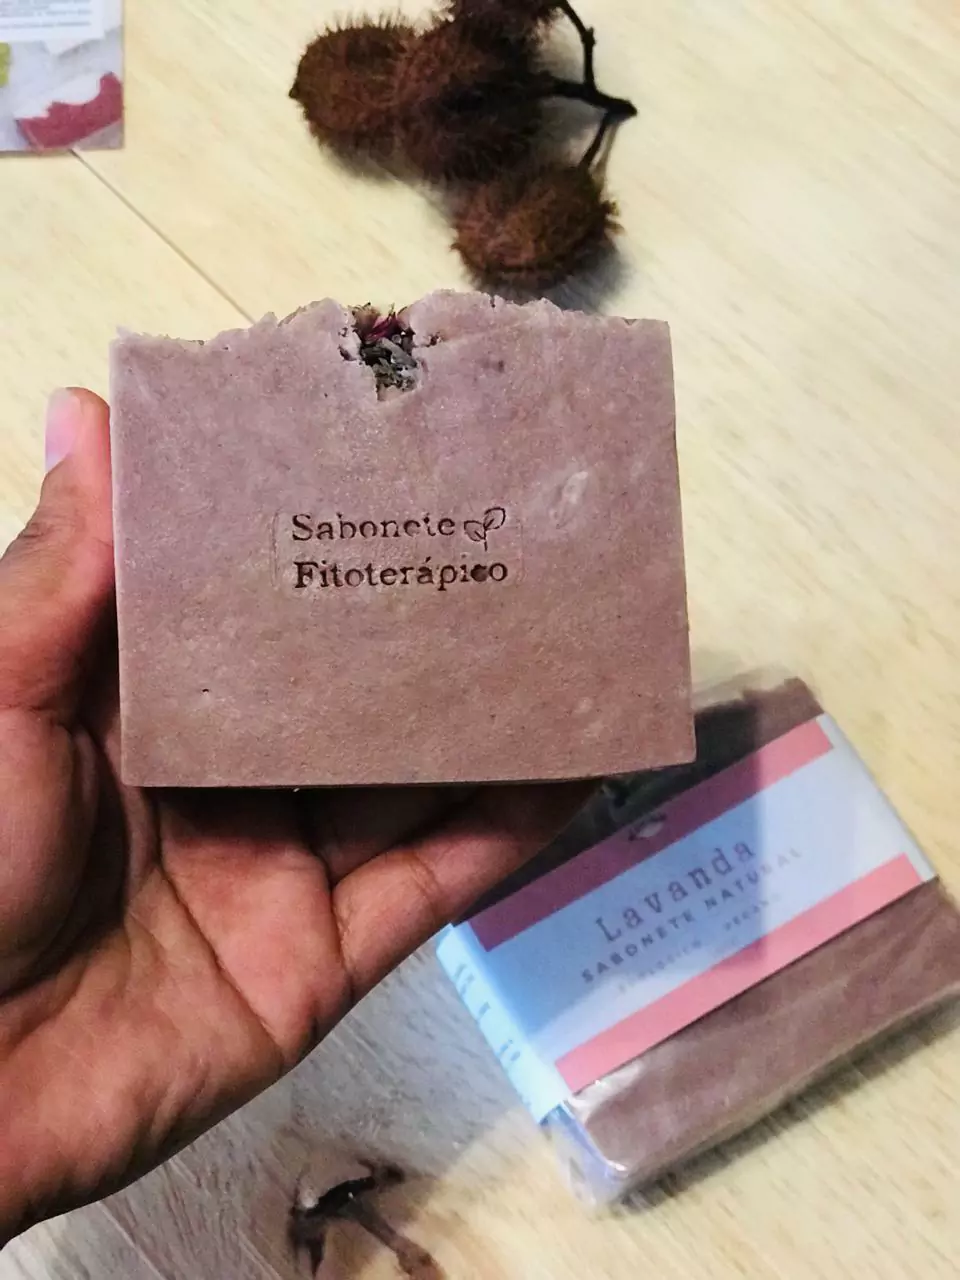 Sabonete
Fitoterápico
Lavanda
SABONETE NATURAL